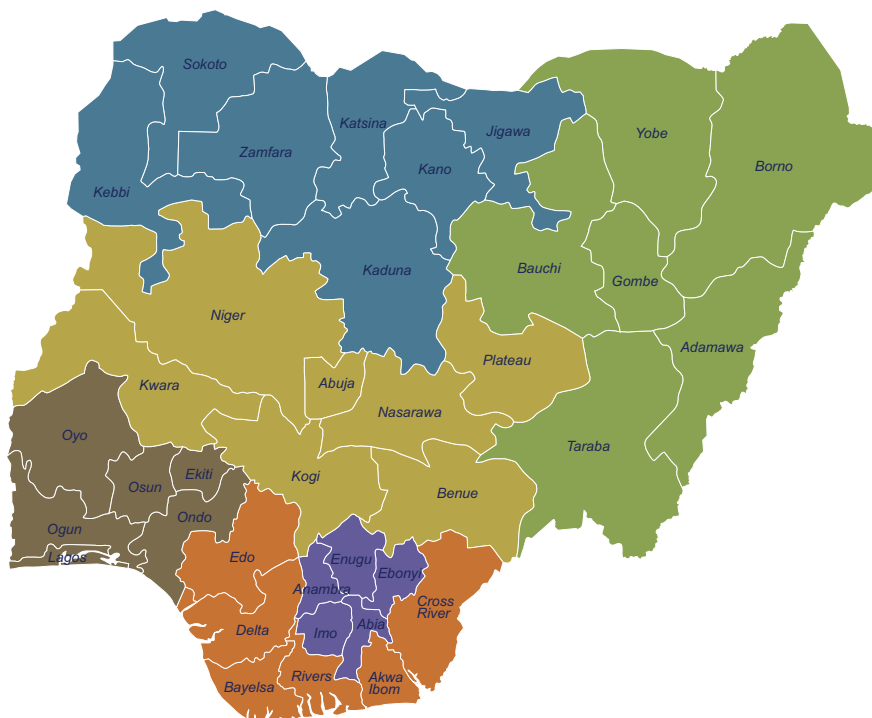 Sokoto
Katsina
Jigawa
Yobe
Zamfara
Kano
Borno
Kebbi
Kaduna
Bauchi
Gombe
Niger
Adamawa
Plateau
Kwara
Abuja
Nasarawa
Oyo
Taraba
Ekiti
Kogi
Osun
Benue
Ondo
Ogun
Lagos
Edo
Enugu
Ebonyi
Anambra
Cross
River
Delta
Imo
Abia
Rivers
Akwa
Ibom
Bayelsa